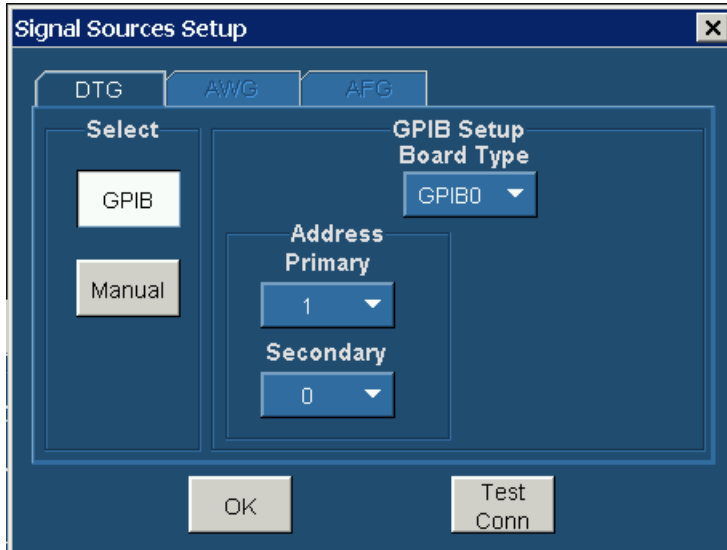 Signal Sources Setup
DTG
AWG
AFG
Select
GPIB
Manual
GPIB Setup
Board Type
GPIB0
Address
Primary
1
Secondary
0
OK
Test
Conn